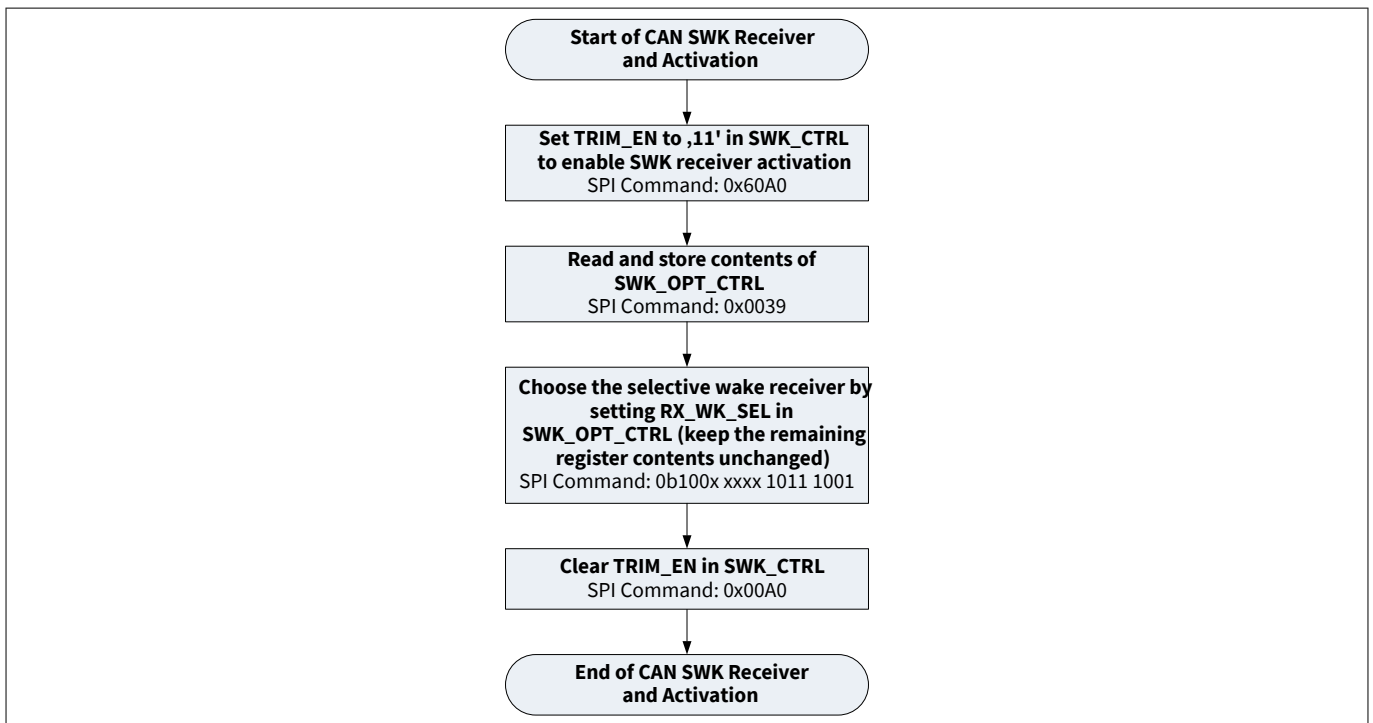 Start of CAN SWK Receiver
and Activation
Set TRIM_EN to ‚11' in SWK_CTRL
to enable SWK receiver activation
SPI Command: 0x60A0
Read and store contents of
SWK_OPT_CTRL
SPI Command: 0x0039
Choose the selective wake receiver by
setting RX_WK_SEL in
SWK_OPT_CTRL (keep the remaining
register contents unchanged)
SPI Command: 0b100x xxxx 1011 1001
Clear TRIM_EN in SWK_CTRL
SPI Command: 0x00A0
End of CAN SWK Receiver
and Activation